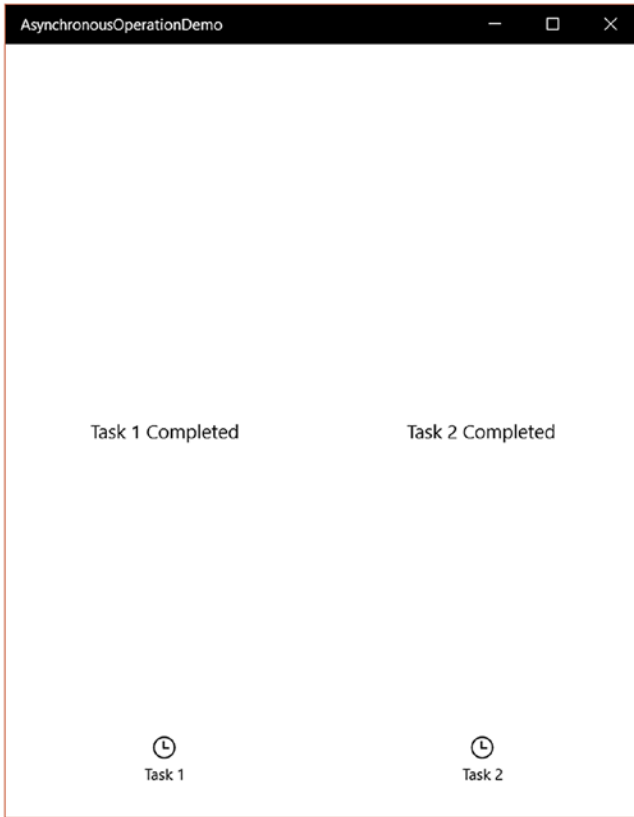 AsynchronousOperationDemo
Task 1 Completed
Task 2 Completed
Task 1
Task 2